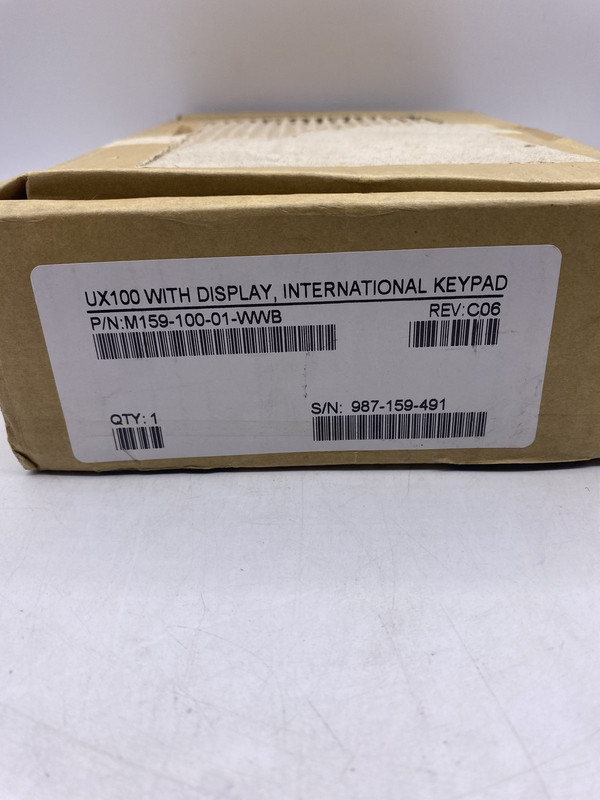 UX100 WITH DISPLAY, INTERNATIONAL KEYPAD
P/N:M159-100-01-WWB REV:C06
QTY: 1 S/N: 987-159-491